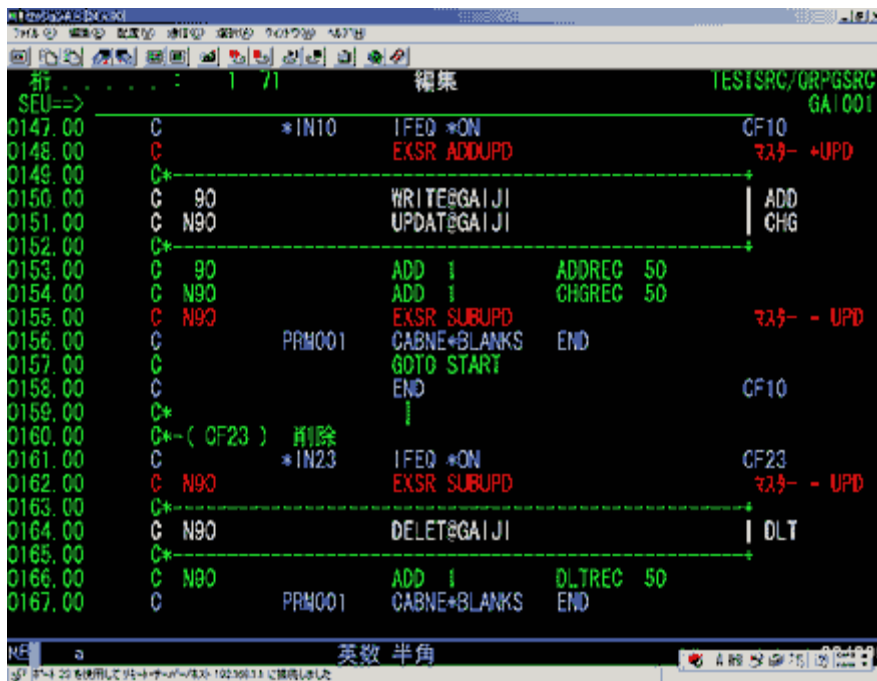 桁 . . . . . : 1 71 編集 TESTSRC/QRPGSRC
SEU==> GAI001
0147.00 C *IN10 IFEQ *ON CF10
0148.00 C EXSR ADDUPD マスター +UPD
0149.00 C*--------------------------------------------------+
0150.00 C 90 WRITE@GAIJI | ADD
0151.00 C N90 UPDAT@GAIJI | CHG
0152.00 C*--------------------------------------------------+
0153.00 C 90 ADD 1 ADDREC 50
0154.00 C N90 ADD 1 CHGREC 50
0155.00 C N90 EXSR SUBUPD マスター - UPD
0156.00 C PRM001 CABNE*BLANKS END
0157.00 C GOTO START
0158.00 C END CF10
0159.00 C*
0160.00 C*-( CF23 ) 削除
0161.00 C *IN23 IFEQ *ON CF23
0162.00 C N90 EXSR SUBUPD マスター - UPD
0163.00 C*--------------------------------------------------+
0164.00 C N90 DELET@GAIJI | DLT
0165.00 C*--------------------------------------------------+
0166.00 C N90 ADD 1 DLTREC 50
0167.00 C PRM001 CABNE*BLANKS END
a 英数 半角